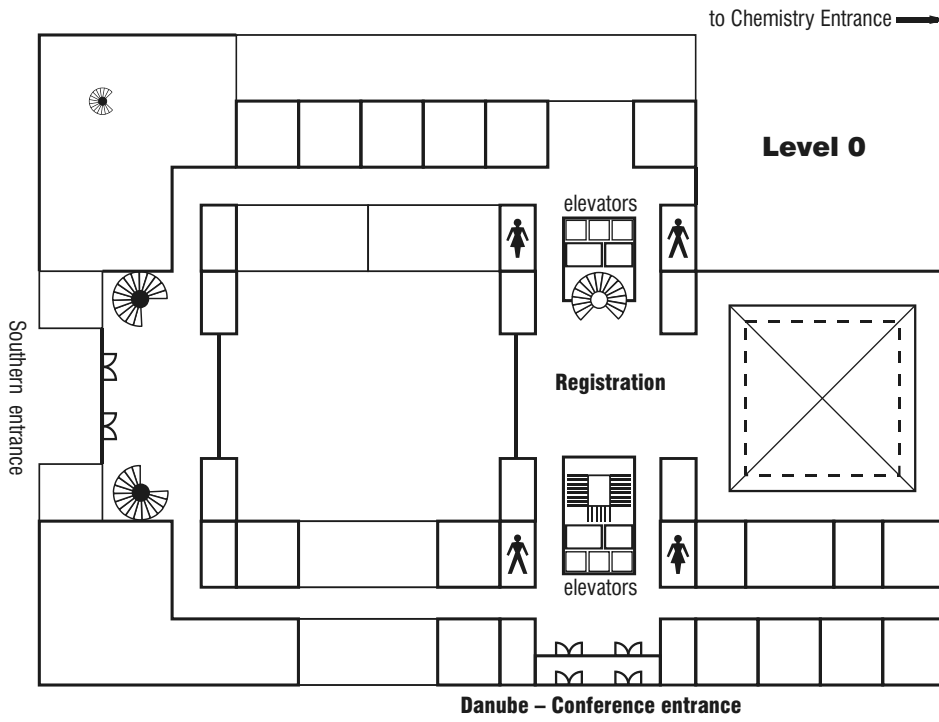 to Chemistry Entrance
Level 0
elevators
Southern entrance
Registration
elevators
Danube – Conference entrance